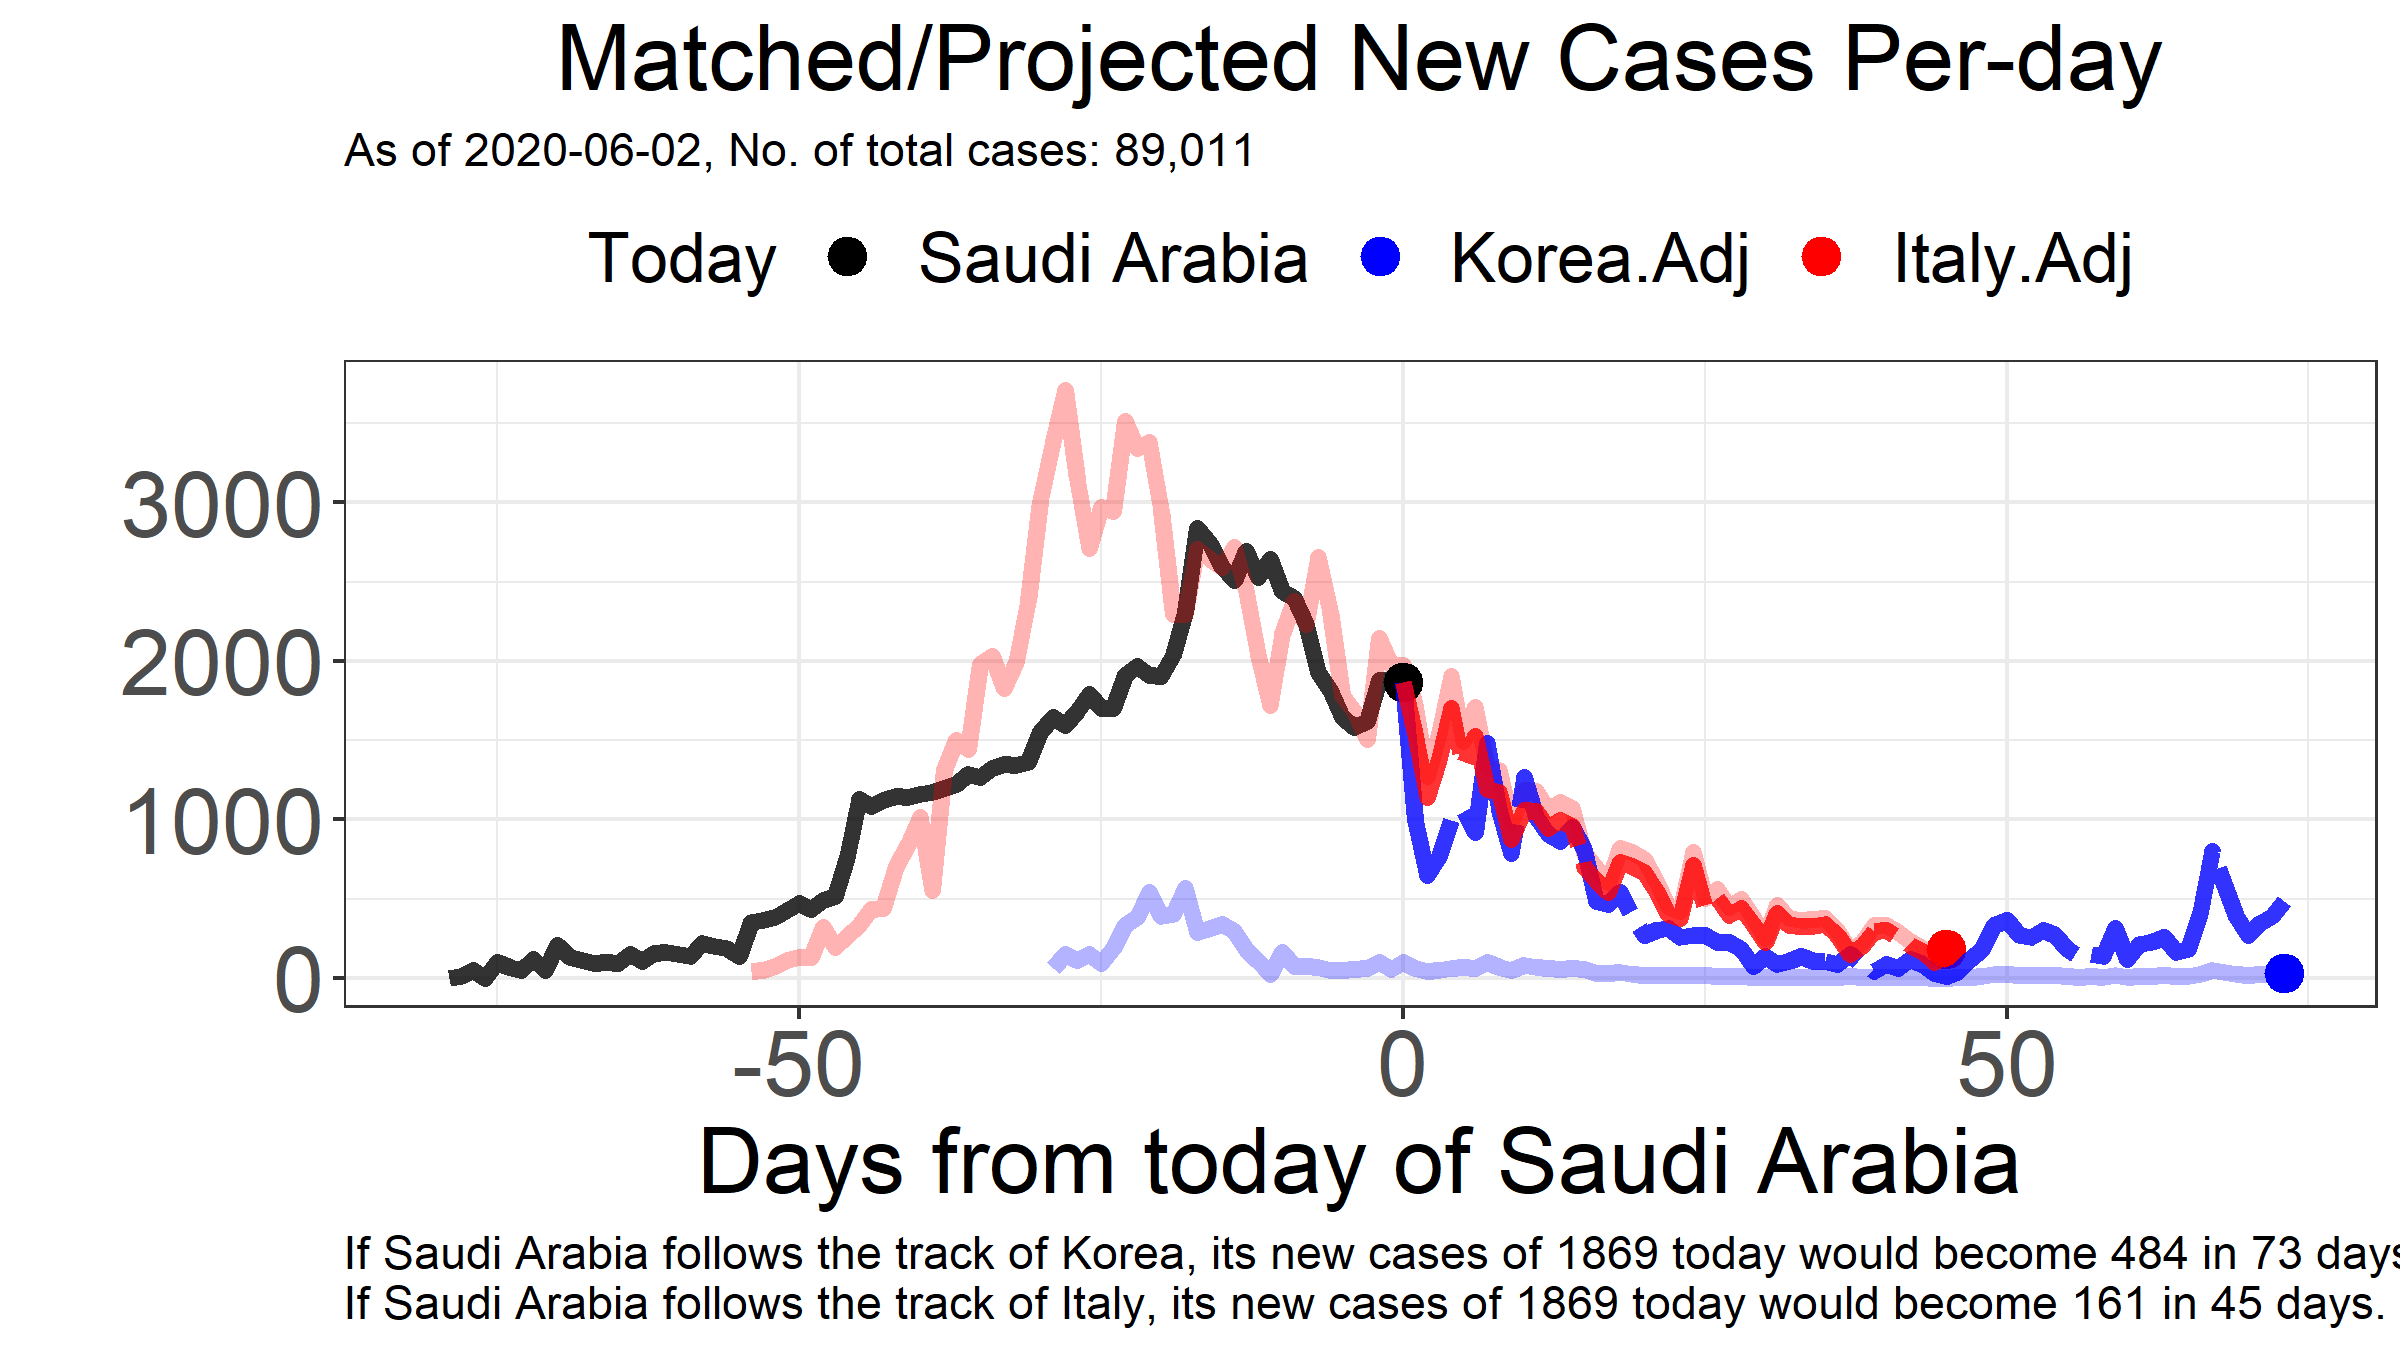 Matched/Projected New Cases Per-day
As of 2020-06-02, No. of total cases: 89,011
Today Saudi Arabia Korea.Adj Italy.Adj
3000
2000
1000
0
-50 0 50
Days from today of Saudi Arabia
If Saudi Arabia follows the track of Korea, its new cases of 1869 today would become 484 in 73 days
If Saudi Arabia follows the track of Italy, its new cases of 1869 today would become 161 in 45 days.